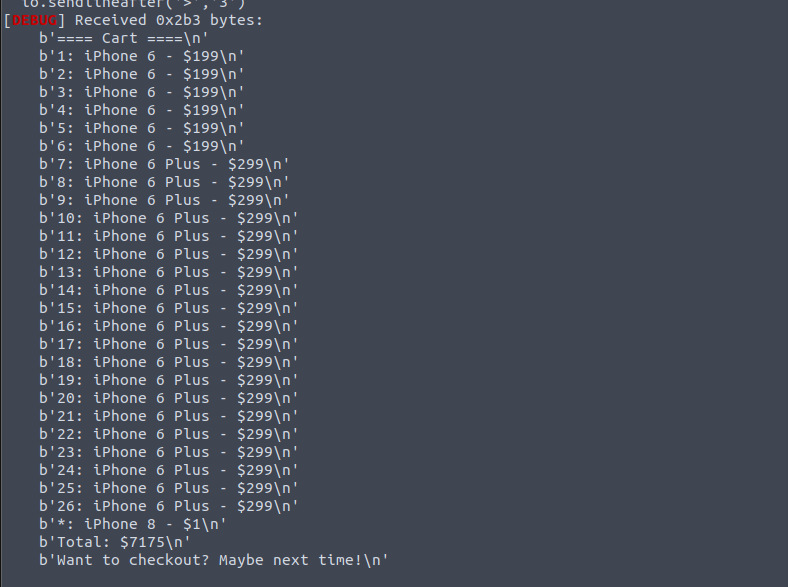 io.sendlineafter('>','3')
[DEBUG] Received 0x2b3 bytes:
b'==== Cart ====\n'
b'1: iPhone 6 - $199\n'
b'2: iPhone 6 - $199\n'
b'3: iPhone 6 - $199\n'
b'4: iPhone 6 - $199\n'
b'5: iPhone 6 - $199\n'
b'6: iPhone 6 - $199\n'
b'7: iPhone 6 Plus - $299\n'
b'8: iPhone 6 Plus - $299\n'
b'9: iPhone 6 Plus - $299\n'
b'10: iPhone 6 Plus - $299\n'
b'11: iPhone 6 Plus - $299\n'
b'12: iPhone 6 Plus - $299\n'
b'13: iPhone 6 Plus - $299\n'
b'14: iPhone 6 Plus - $299\n'
b'15: iPhone 6 Plus - $299\n'
b'16: iPhone 6 Plus - $299\n'
b'17: iPhone 6 Plus - $299\n'
b'18: iPhone 6 Plus - $299\n'
b'19: iPhone 6 Plus - $299\n'
b'20: iPhone 6 Plus - $299\n'
b'21: iPhone 6 Plus - $299\n'
b'22: iPhone 6 Plus - $299\n'
b'23: iPhone 6 Plus - $299\n'
b'24: iPhone 6 Plus - $299\n'
b'25: iPhone 6 Plus - $299\n'
b'26: iPhone 6 Plus - $299\n'
b'*: iPhone 8 - $1\n'
b'Total: $7175\n'
b'Want to checkout? Maybe next time!\n'